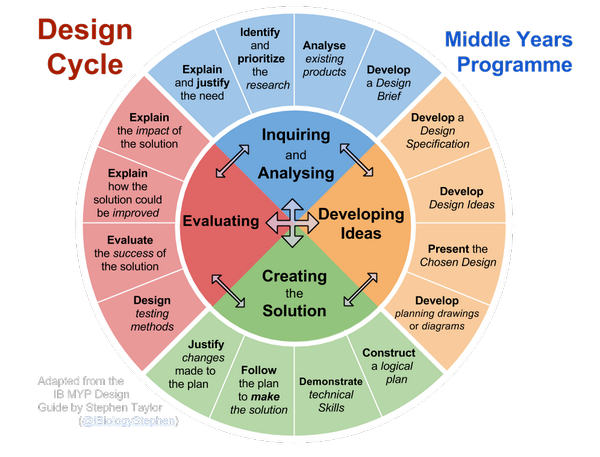 Design
Cycle
Middle Years
Programme
Explain
and justify
the need
Identify
and
prioritize
the
research
Analyse
existing
products
Develop
a Design
Brief
Develop a
Design
Specification
Develop
Design Ideas
Present the
Chosen Design
Develop
planning drawings
or diagrams
Construct
a logical
plan
Demonstrate
technical
Skills
Follow
the plan
to make
the solution
Justify
changes
made to
the plan
Design
testing
methods
Evaluate
the success of
the solution
Explain
how the
solution could
be improved
Explain
the impact of
the solution
Inquiring
and
Analysing
Developing
Ideas
Creating
the
Solution
Evaluating
Adapted from the
IB MYP Design
Guide by Stephen Taylor
(@iBiologyStephen)